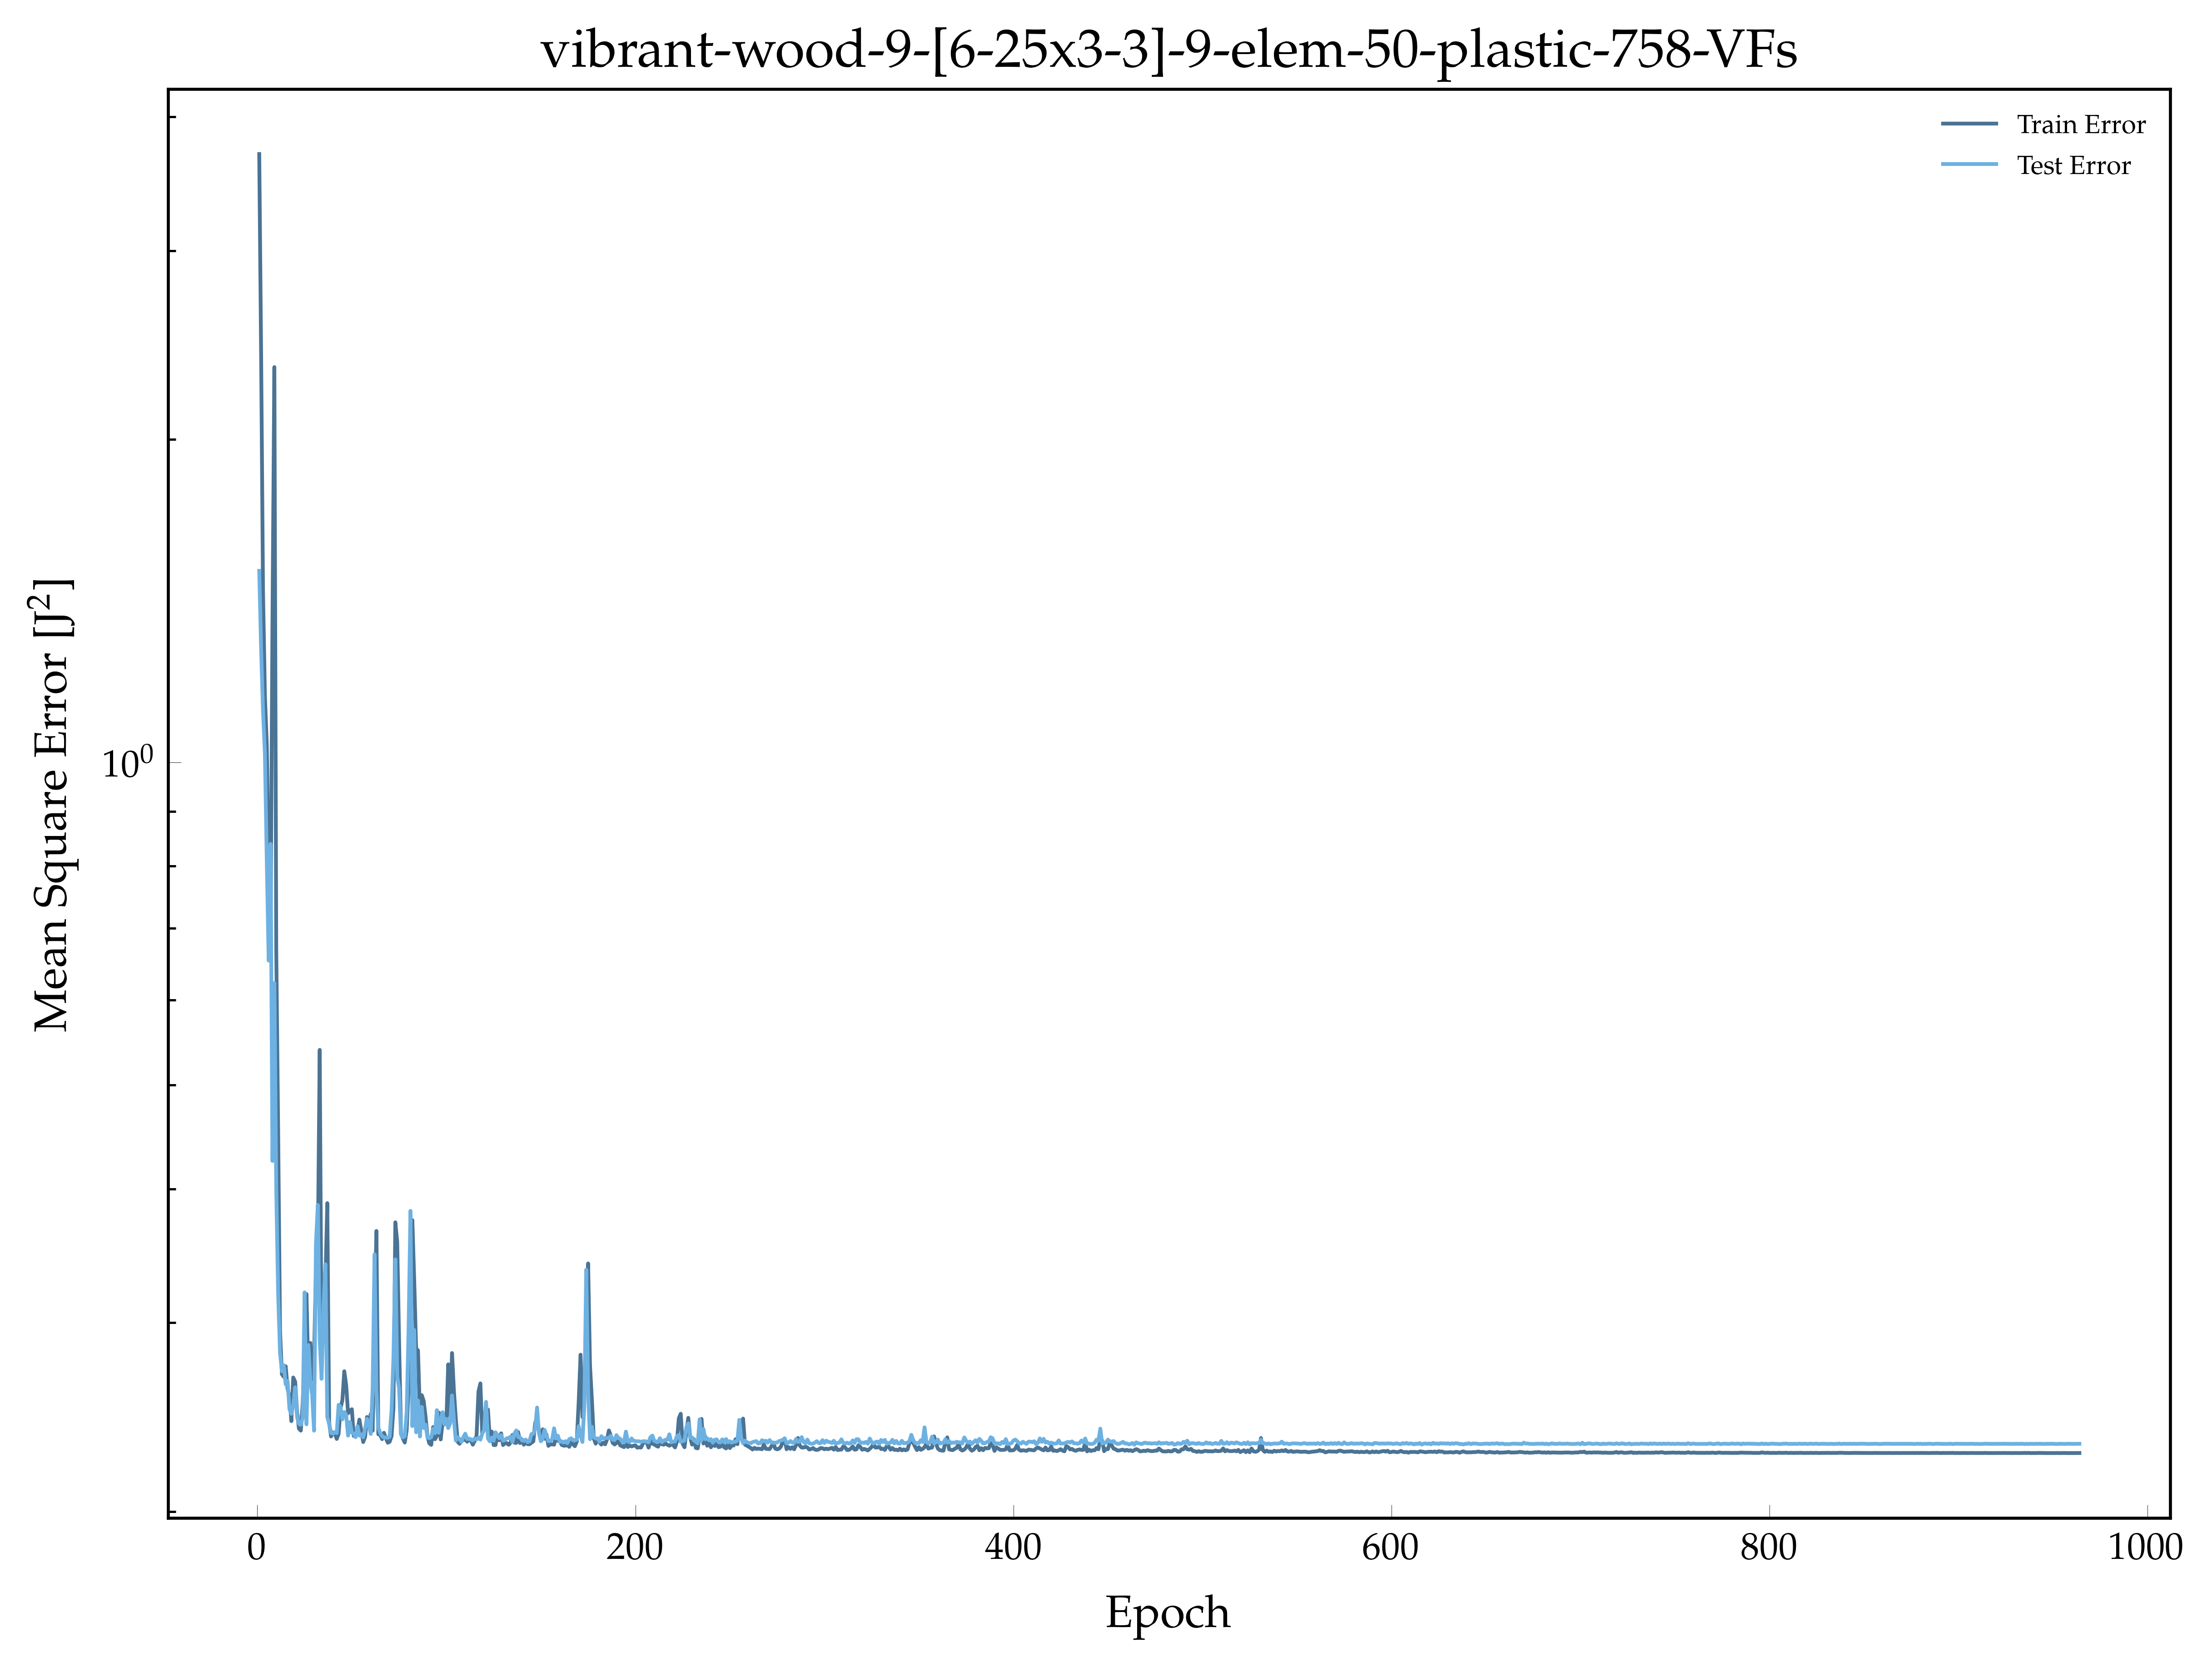 vibrant-wood-9-[6-25x3-3]-9-elem-50-plastic-758-VFs
Train Error
Test Error
Mean Square Error [J²]
10⁰
0 200 400 600 800 1000
Epoch